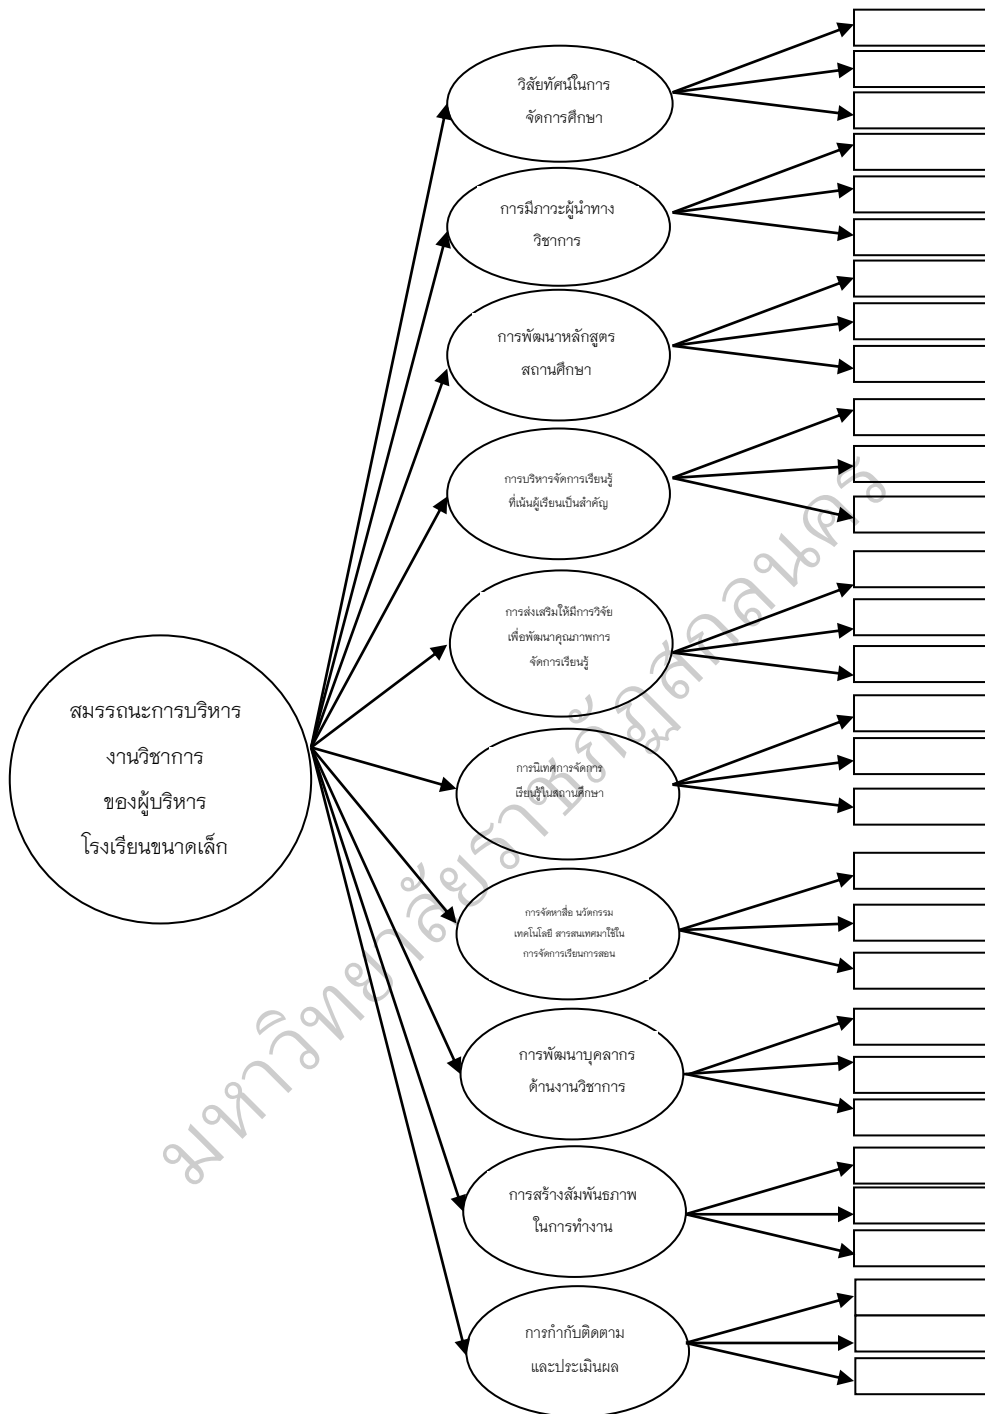 วิสัยทัศน์ในการ
จัดการศึกษา
การมีภาวะผู้นำทาง
วิชาการ
การพัฒนาหลักสูตร
สถานศึกษา
การบริหารจัดการเรียนรู้
ที่เน้นผู้เรียนเป็นสำคัญ
การส่งเสริมให้มีการวิจัย
เพื่อพัฒนาคุณภาพการ
จัดการเรียนรู้
สมรรถนะการบริหาร
งานวิชาการ
ของผู้บริหาร
โรงเรียนขนาดเล็ก
การนิเทศการจัดการ
เรียนรู้ในสถานศึกษา
การจัดหาสื่อ นวัตกรรม
เทคโนโลยี สารสนเทศมาใช้ใน
การจัดการเรียนการสอน
การพัฒนาบุคลากร
ด้านงานวิชาการ
การสร้างสัมพันธภาพ
ในการทำงาน
การกำกับติดตาม
และประเมินผล
มหาวิทยาลัยราชภัฏสกลนคร